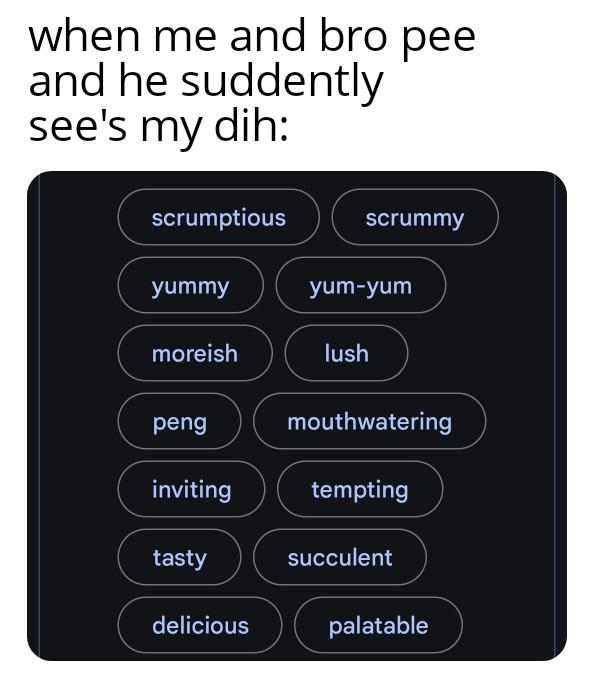 when me and bro pee
and he suddently
see's my dih:
scrumptious scrummy
yummy yum-yum
moreish lush
peng mouthwatering
inviting tempting
tasty succulent
delicious palatable